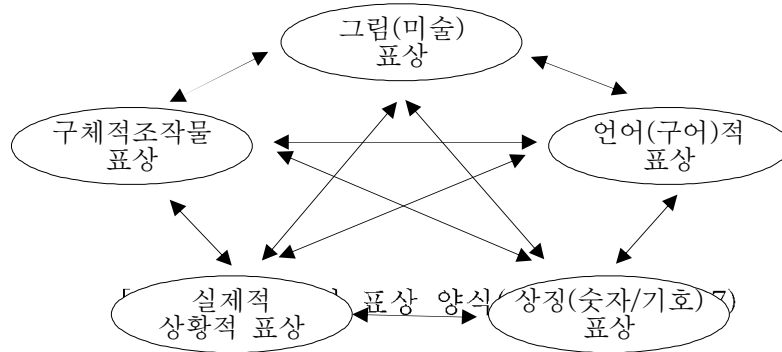 그림(미술)
표상
구체적조작물
표상
언어(구어)적
표상
표상 양식(
실제적
상황적 표상
상징(숫자/기호)
표상